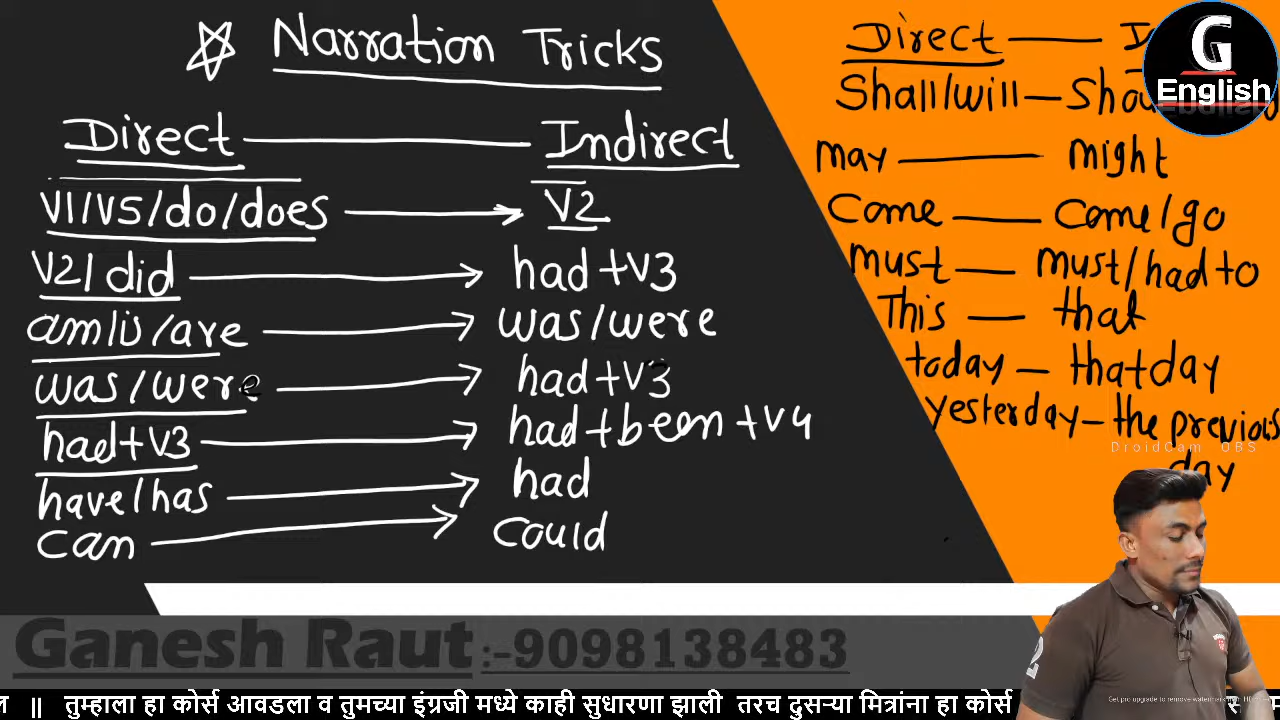 Narration Tricks
Direct — Indirect
V1/V5/do/does → V2
V2/did → had+V3
am/is/are → was/were
was/were → had+V3
had+V3 → had+been+V4
have/has → had
can → could
Direct —
Shall/will —
may — might
Come — Come/go
must — must/had to
This — that
today — thatday
yesterday — the previous
day
G
English
DroidCam OBS
Ganesh Raut :-9098138483
॥ तुम्हाला हा कोर्स आवडला व तुमच्या इंग्रजी मध्ये काही सुधारणा झाली तरच दुसऱ्या मित्रांना हा कोर्स